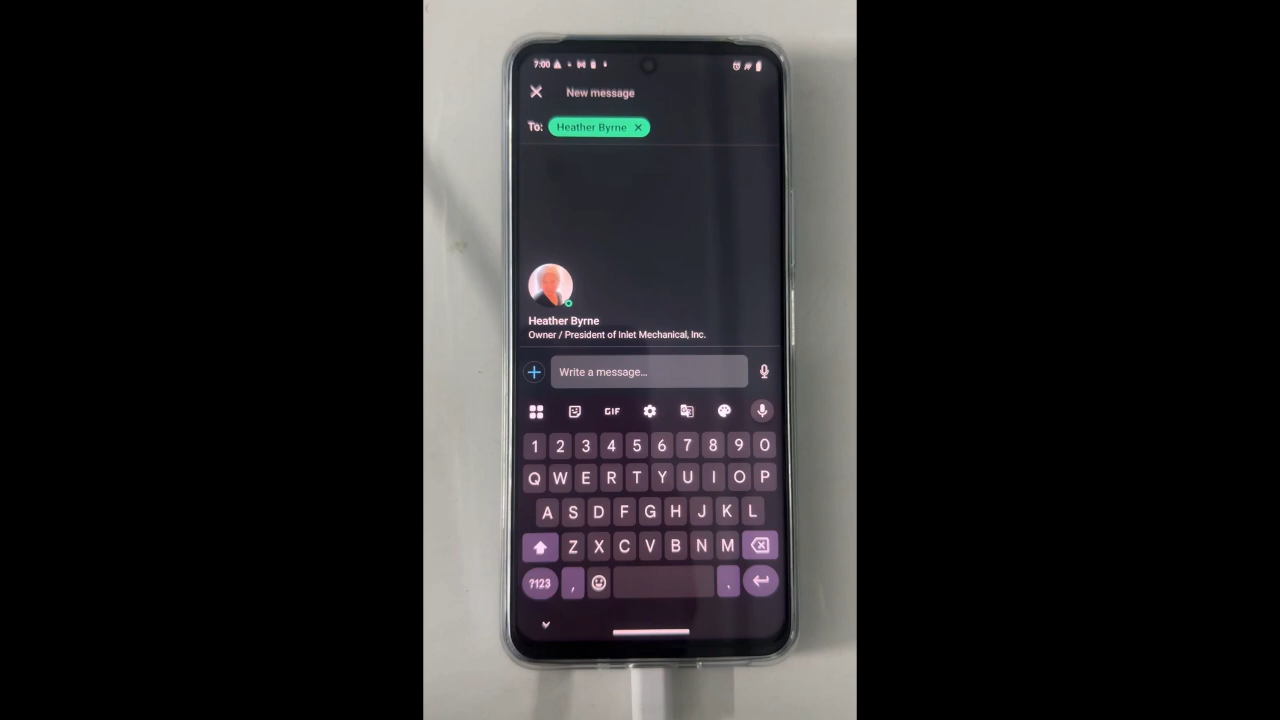 7:00
New message
To: Heather Byrne
Heather Byrne
Owner / President of Inlet Mechanical, Inc.
Write a message...
GIF
1 2 3 4 5 6 7 8 9 0
Q W E R T Y U I O P
A S D F G H J K L
Z X C V B N M
?123 , .